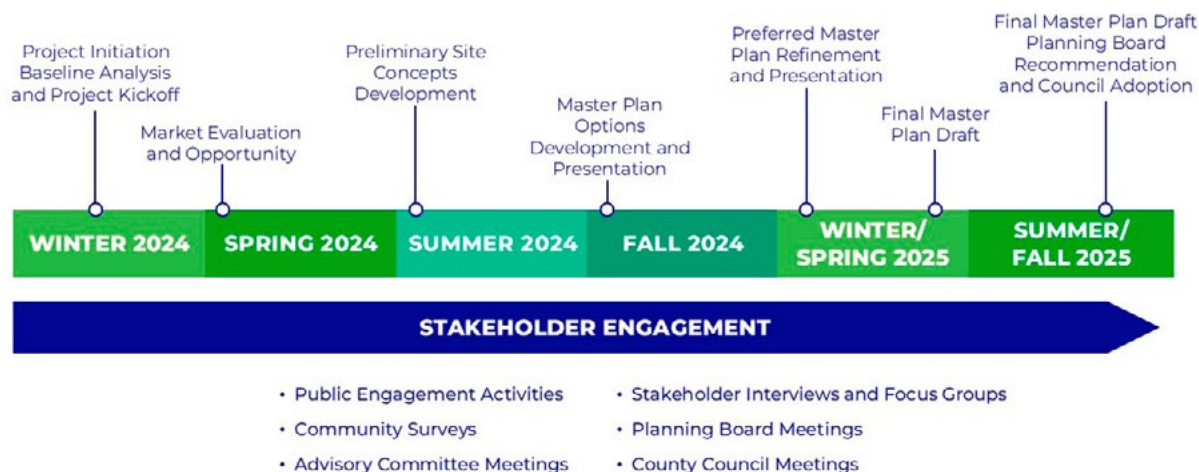 Project Initiation
Baseline Analysis
and Project Kickoff
Market Evaluation
and Opportunity
Preliminary Site
Concepts
Development
Master Plan
Options
Development and
Presentation
Preferred Master
Plan Refinement
and Presentation
Final Master
Plan Draft
Final Master Plan Draft
Planning Board
Recommendation
and Council Adoption
WINTER 2024
SPRING 2024
SUMMER 2024
FALL 2024
WINTER/
SPRING 2025
SUMMER/
FALL 2025
STAKEHOLDER ENGAGEMENT
• Public Engagement Activities
• Community Surveys
• Advisory Committee Meetings
• Stakeholder Interviews and Focus Groups
• Planning Board Meetings
• County Council Meetings